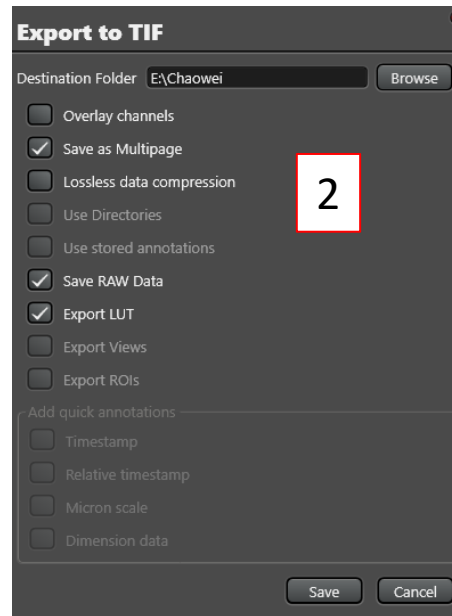 Export to TIF
Destination Folder E:\Chaowei Browse
Overlay channels
Save as Multipage
Lossless data compression
2
Use Directories
Use stored annotations
Save RAW Data
Export LUT
Export Views
Export ROIs
Add quick annotations
Timestamp
Relative timestamp
Micron scale
Dimension data
Save Cancel